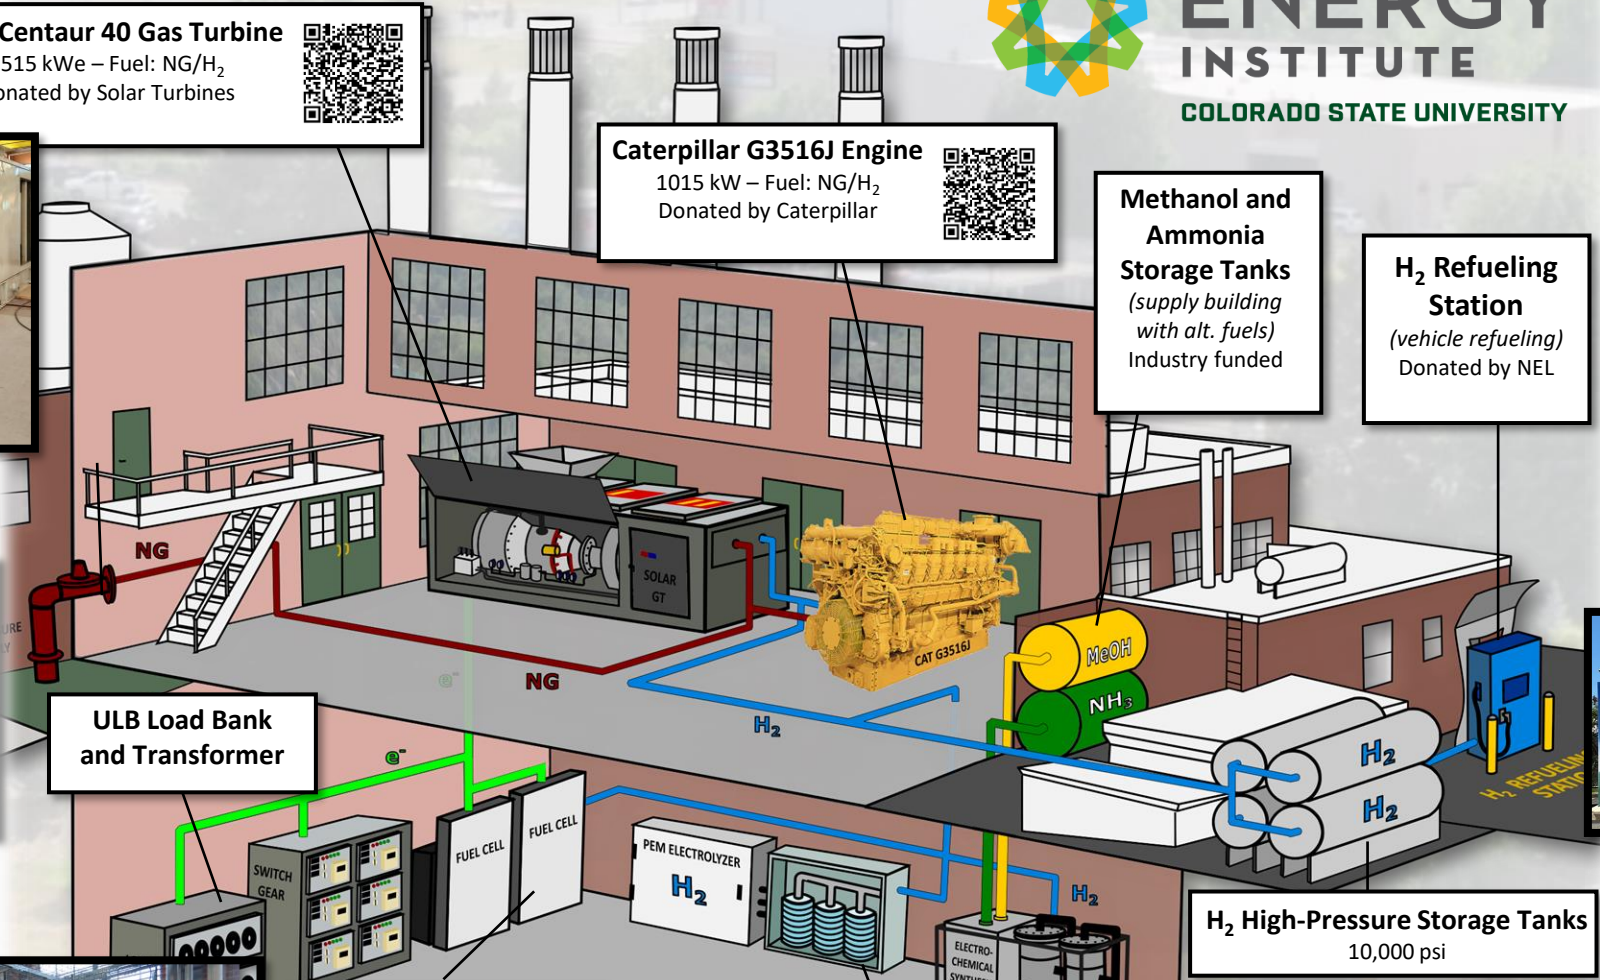 Centaur 40 Gas Turbine
515 kWe – Fuel: NG/H₂
onated by Solar Turbines
ENERGY
INSTITUTE
COLORADO STATE UNIVERSITY
Caterpillar G3516J Engine
1015 kW – Fuel: NG/H₂
Donated by Caterpillar
Methanol and
Ammonia
Storage Tanks
(supply building
with alt. fuels)
Industry funded
H₂ Refueling
Station
(vehicle refueling)
Donated by NEL
NG
SOLAR
GT
CAT G3516J
MeOH
NH₃
NG
e⁻
H₂
ULB Load Bank
and Transformer
e⁻
H₂
H₂
H₂ REFUELING
STATION
SWITCH
GEAR
FUEL CELL
FUEL CELL
PEM ELECTROLYZER
H₂
H₂
ELECTRO-
CHEMICAL
H₂ High-Pressure Storage Tanks
10,000 psi